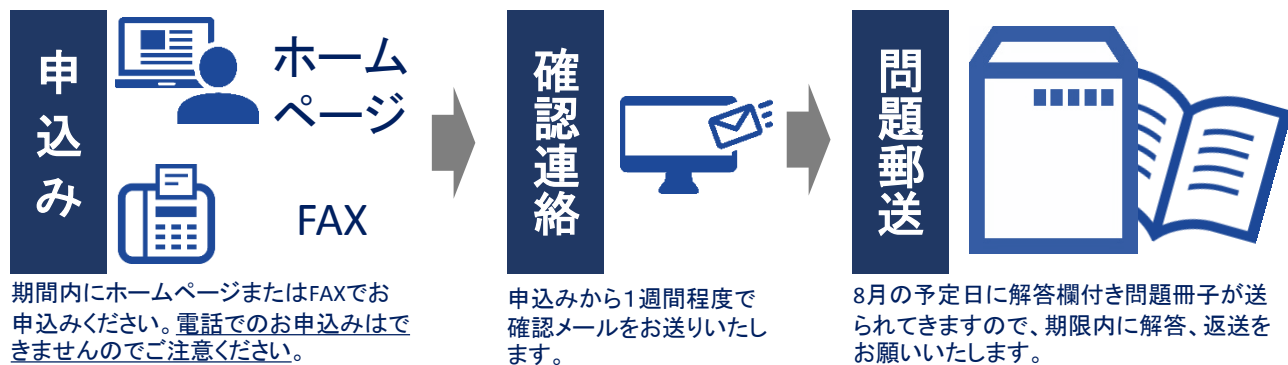 申込み
ホーム
ページ
FAX
期間内にホームページまたはFAXでお
申込みください。電話でのお申込みはで
きませんのでご注意ください。
確認連絡
申込みから１週間程度で
確認メールをお送りいたし
ます。
問題郵送
8月の予定日に解答欄付き問題冊子が送
られてきますので、期限内に解答、返送を
お願いいたします。